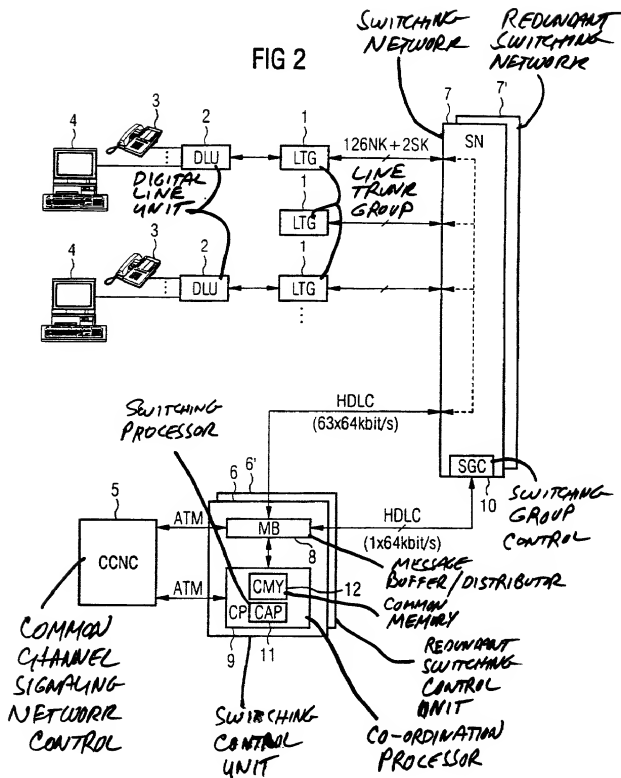 FIG 2
SWITCHING
NETWORK
REDUNDANT
SWITCHING
NETWORK
7
7'
4
3
2
1
DLU
LTG
126NK+2SK
SN
DIGITAL
LINE
UNIT
1
LTG
LINE
TRUNK
GROUP
4
3
2
1
DLU
LTG
HDLC
(63x64kbit/s)
SWITCHING
PROCESSOR
SGC
10
SWITCHING
GROUP
CONTROL
6
6'
5
CCNC
ATM
MB
8
HDLC
(1x64kbit/s)
MESSAGE
BUFFER/DISTRIBUTOR
ATM
CMY
12
CP
CAP
9
11
COMMON
MEMORY
COMMON
CHANNEL
SIGNALING
NETWORK
CONTROL
REDUNDANT
SWITCHING
CONTROL
UNIT
SWITCHING
CONTROL
UNIT
CO-ORDINATION
PROCESSOR